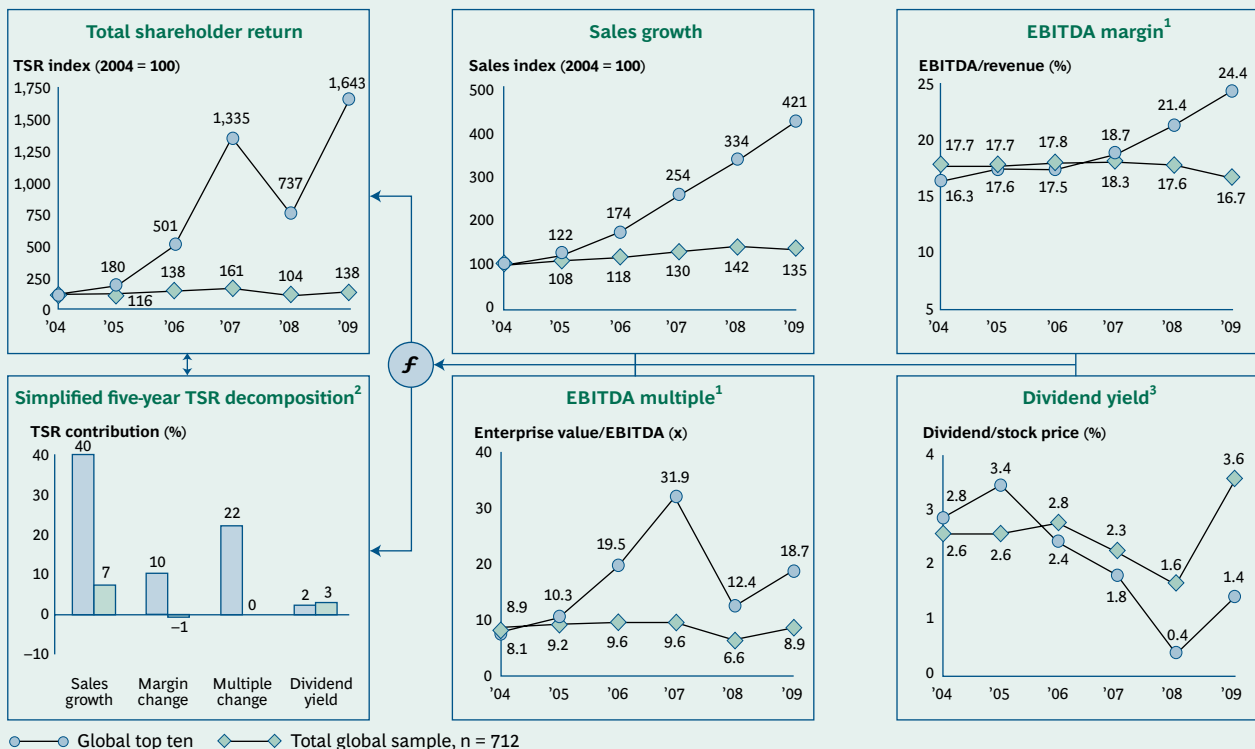 Total shareholder return
TSR index (2004 = 100)
1,750
1,500
1,250
1,000
750
500
250
0
180
501
1,335
737
1,643
116
138
161
104
138
'04 '05 '06 '07 '08 '09
Sales growth
Sales index (2004 = 100)
500
400
300
200
100
0
122
174
254
334
421
108
118
130
142
135
'04 '05 '06 '07 '08 '09
EBITDA margin1
EBITDA/revenue (%)
25
20
15
5
17.7 17.7 17.8 18.7 21.4 24.4
16.3 17.6 17.5 18.3 17.6 16.7
'04 '05 '06 '07 '08 '09
f
Simplified five-year TSR decomposition2
TSR contribution (%)
40
30
20
10
0
–10
40
7
10
–1
22
0
2 3
Sales growth
Margin change
Multiple change
Dividend yield
EBITDA multiple1
Enterprise value/EBITDA (x)
40
30
20
10
0
8.9 10.3 19.5 31.9 12.4 18.7
8.1 9.2 9.6 9.6 6.6 8.9
'04 '05 '06 '07 '08 '09
Dividend yield3
Dividend/stock price (%)
4
3
2
1
0
2.8 3.4 2.8 2.3 1.6 3.6
2.6 2.6 2.4 1.8 0.4 1.4
'04 '05 '06 '07 '08 '09
Global top ten Total global sample, n = 712